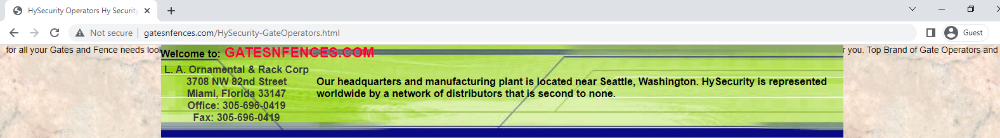 HySecurity Operators Hy Security
Not secure | gatesnfences.com/HySecurity-GateOperators.html
Guest
for all your Gates and Fence needs look
r you. Top Brand of Gate Operators and
Welcome to: GATESNFENCES.COM
L. A. Ornamental & Rack Corp
3708 NW 82nd Street
Miami, Florida 33147
Office: 305-696-0419
Fax: 305-696-0419
Our headquarters and manufacturing plant is located near Seattle, Washington. HySecurity is represented
worldwide by a network of distributors that is second to none.